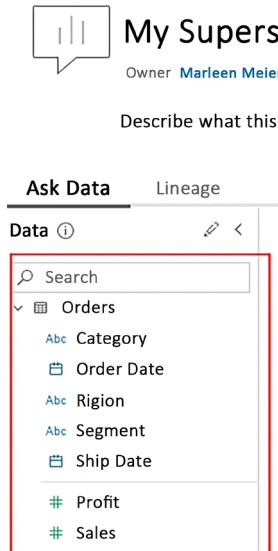 My Supers
Owner Marleen Meie
Describe what this
Ask Data Lineage
Data
Search
Orders
Abc Category
Order Date
Abc Rigion
Abc Segment
Ship Date
# Profit
# Sales